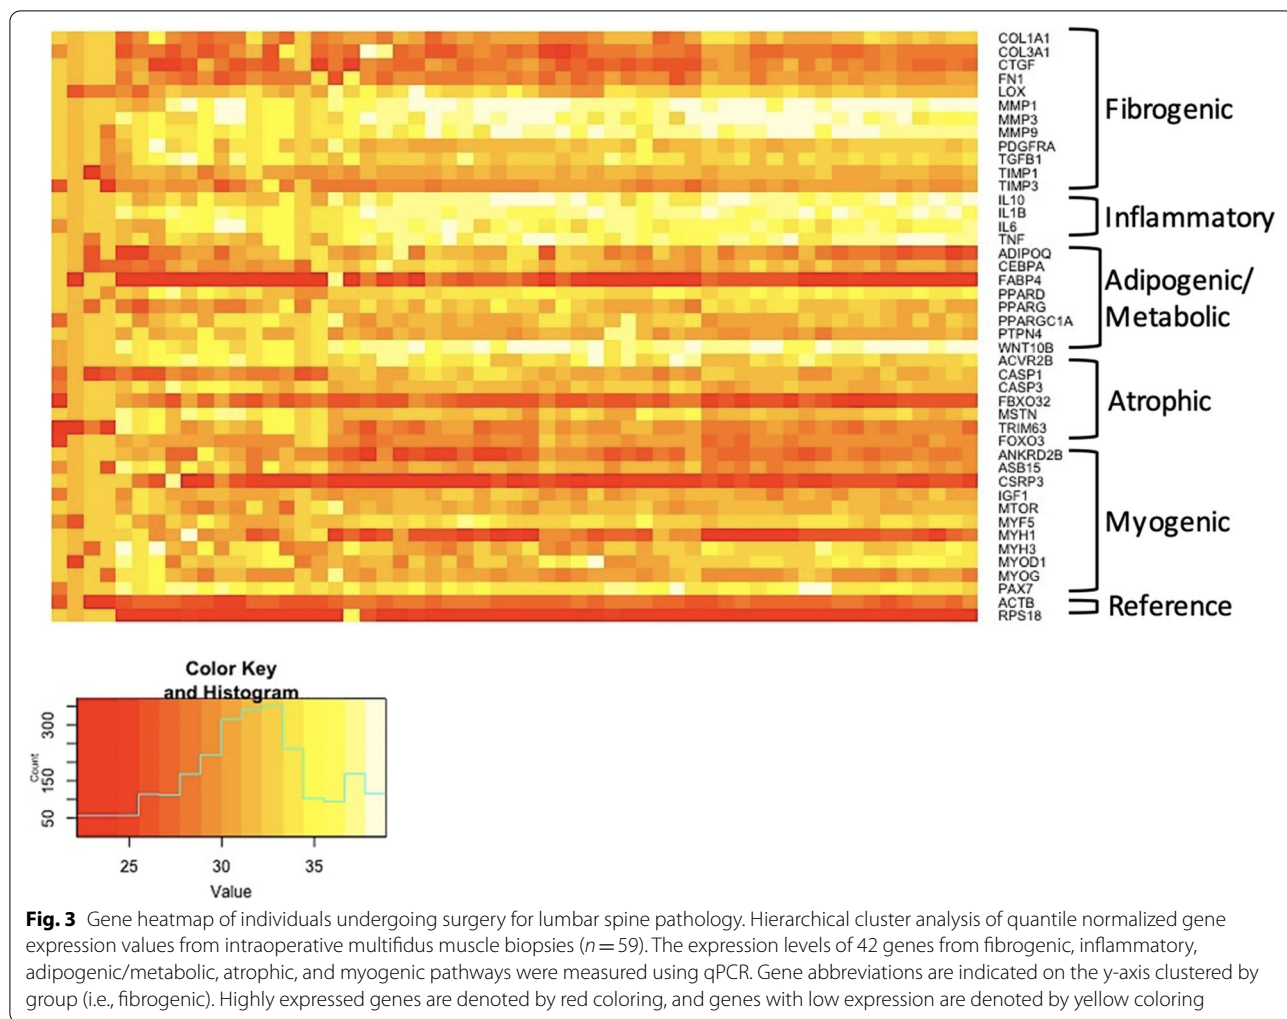 COL1A1
COL3A1
CTGF
FN1
LOX
MMP1
MMP3
MMP9
PDGFRA
TGFB1
TIMP1
TIMP3
Fibrogenic
IL10
IL1B
IL6
TNF
Inflammatory
ADIPOQ
CEBPA
FABP4
PPARD
PPARG
PPARGC1A
PTPN4
WNT10B
Adipogenic/
Metabolic
ACVR2B
CASP1
CASP3
FBXO32
MSTN
TRIM63
FOXO3
Atrophic
ANKRD2B
ASB15
CSRP3
IGF1
MTOR
MYF5
MYH1
MYH3
MYOD1
MYOG
PAX7
Myogenic
ACTB
RPS18
Reference
Color Key
and Histogram
Count
50 150 300
25 30 35
Value
Fig. 3 Gene heatmap of individuals undergoing surgery for lumbar spine pathology. Hierarchical cluster analysis of quantile normalized gene
expression values from intraoperative multifidus muscle biopsies (n = 59). The expression levels of 42 genes from fibrogenic, inflammatory,
adipogenic/metabolic, atrophic, and myogenic pathways were measured using qPCR. Gene abbreviations are indicated on the y-axis clustered by
group (i.e., fibrogenic). Highly expressed genes are denoted by red coloring, and genes with low expression are denoted by yellow coloring